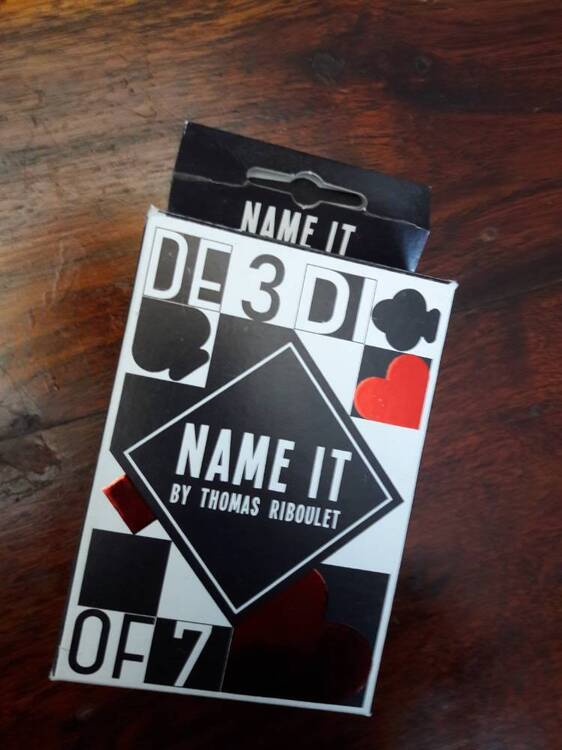 NAME IT
DE 3 DI
NAME IT
BY THOMAS RIBOULET
OF 7